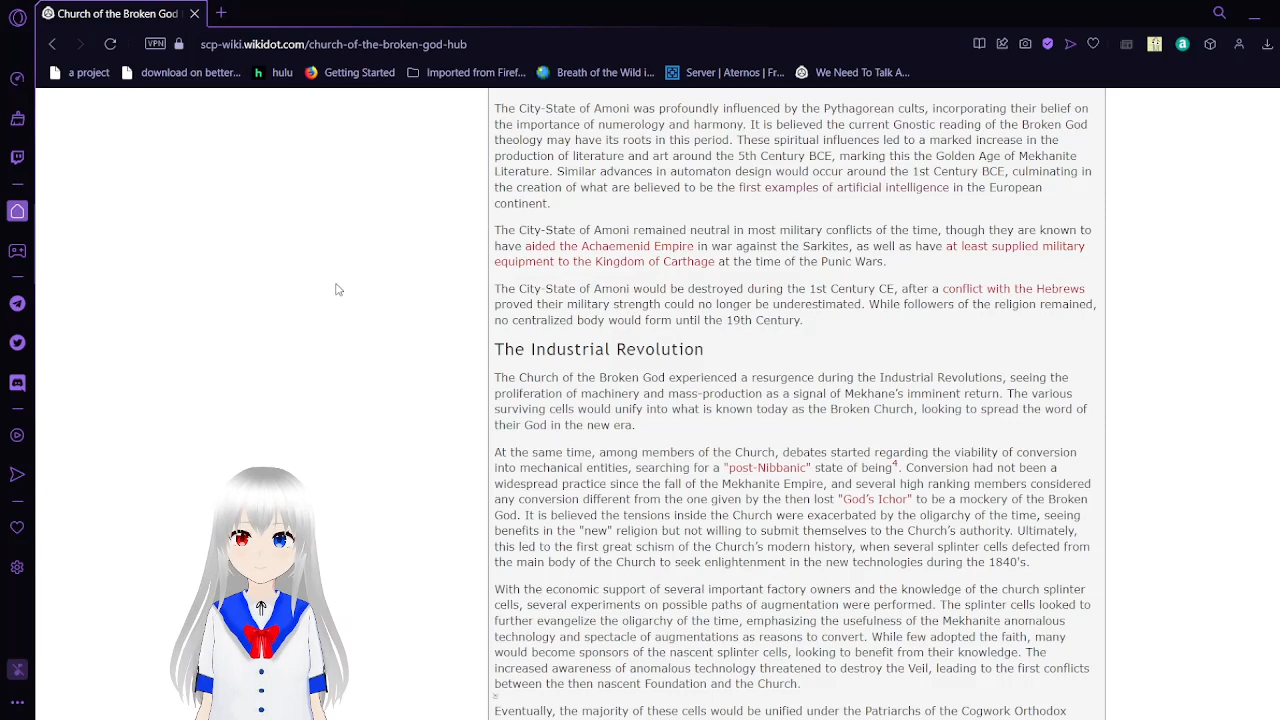 Church of the Broken God
scp-wiki.wikidot.com/church-of-the-broken-god-hub
VPN
a project
download on better...
hulu
Getting Started
Imported from Firef...
Breath of the Wild i...
Server | Aternos | Fr...
We Need To Talk A...
The City-State of Amoni was profoundly influenced by the Pythagorean cults, incorporating their belief on
the importance of numerology and harmony. It is believed the current Gnostic reading of the Broken God
theology may have its roots in this period. These spiritual influences led to a marked increase in the
production of literature and art around the 5th Century BCE, marking this the Golden Age of Mekhanite
Literature. Similar advances in automaton design would occur around the 1st Century BCE, culminating in
the creation of what are believed to be the first examples of artificial intelligence in the European
continent.
The City-State of Amoni remained neutral in most military conflicts of the time, though they are known to
have aided the Achaemenid Empire in war against the Sarkites, as well as have at least supplied military
equipment to the Kingdom of Carthage at the time of the Punic Wars.
The City-State of Amoni would be destroyed during the 1st Century CE, after a conflict with the Hebrews
proved their military strength could no longer be underestimated. While followers of the religion remained,
no centralized body would form until the 19th Century.
The Industrial Revolution
The Church of the Broken God experienced a resurgence during the Industrial Revolutions, seeing the
proliferation of machinery and mass-production as a signal of Mekhane's imminent return. The various
surviving cells would unify into what is known today as the Broken Church, looking to spread the word of
their God in the new era.
At the same time, among members of the Church, debates started regarding the viability of conversion
into mechanical entities, searching for a "post-Nibbanic" state of being4. Conversion had not been a
widespread practice since the fall of the Mekhanite Empire, and several high ranking members considered
any conversion different from the one given by the then lost "God's Ichor" to be a mockery of the Broken
God. It is believed the tensions inside the Church were exacerbated by the oligarchy of the time, seeing
benefits in the "new" religion but not willing to submit themselves to the Church's authority. Ultimately,
this led to the first great schism of the Church's modern history, when several splinter cells defected from
the main body of the Church to seek enlightenment in the new technologies during the 1840's.
With the economic support of several important factory owners and the knowledge of the church splinter
cells, several experiments on possible paths of augmentation were performed. The splinter cells looked to
further evangelize the oligarchy of the time, emphasizing the usefulness of the Mekhanite anomalous
technology and spectacle of augmentations as reasons to convert. While few adopted the faith, many
would become sponsors of the nascent splinter cells, looking to benefit from their knowledge. The
increased awareness of anomalous technology threatened to destroy the Veil, leading to the first conflicts
between the then nascent Foundation and the Church.
Eventually, the majority of these cells would be unified under the Patriarchs of the Cogwork Orthodox